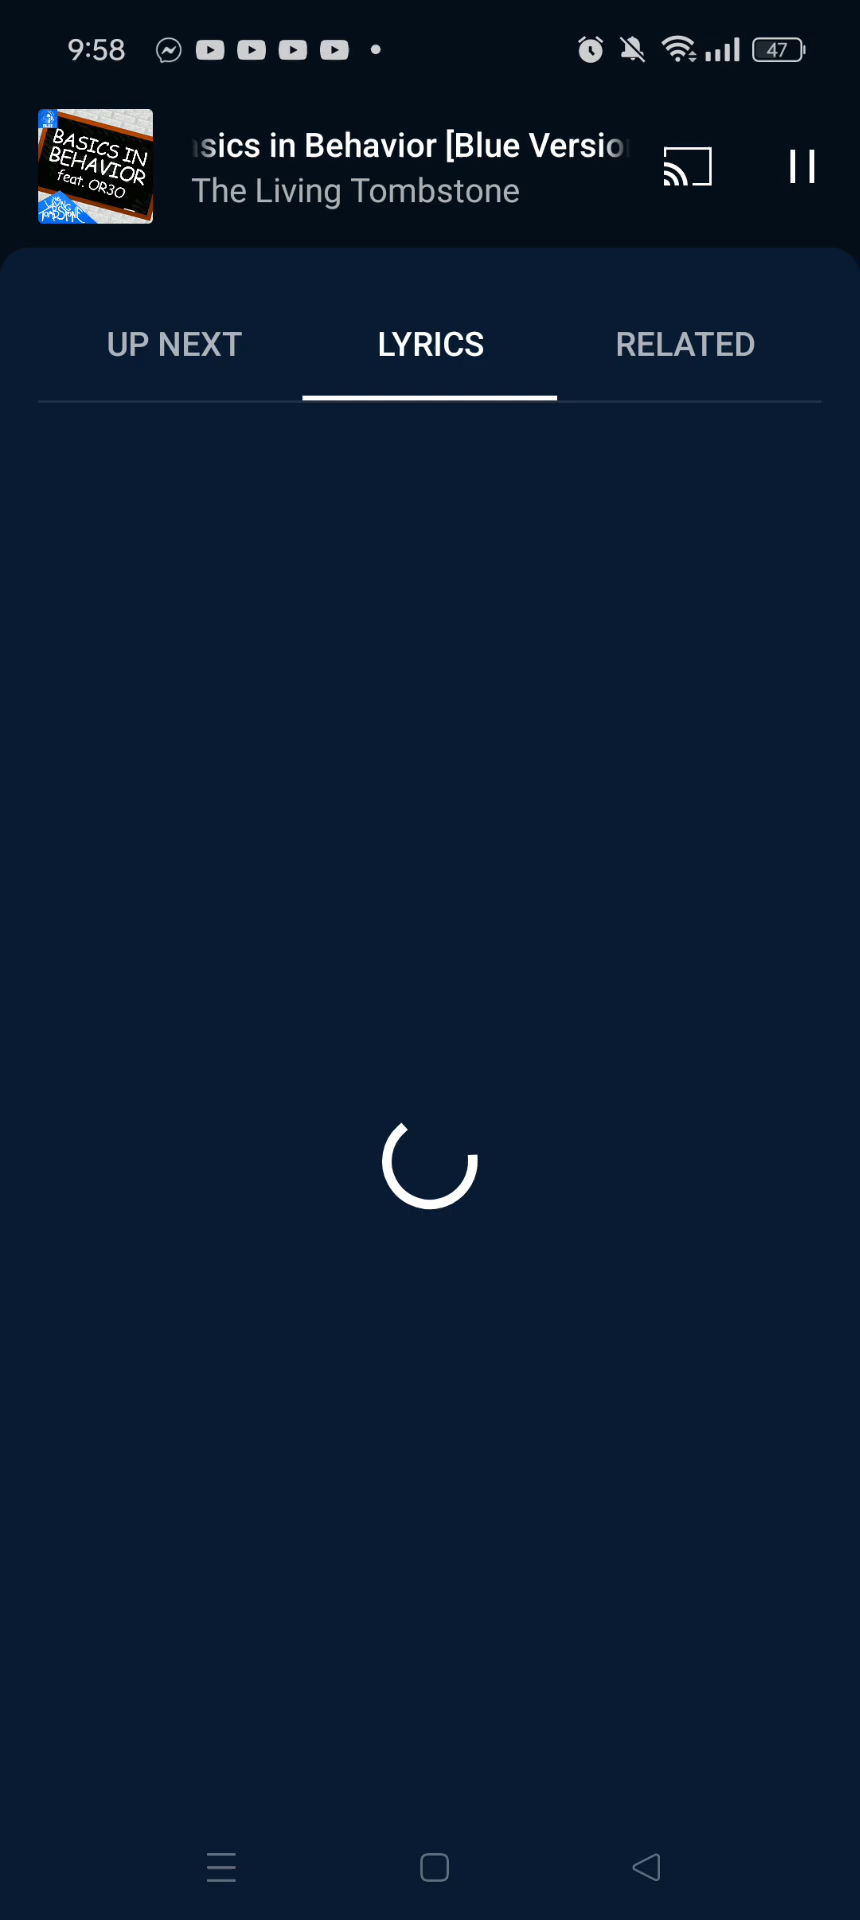 9:58
47
BASICS IN
BEHAVIOR
feat. OR3O
sics in Behavior [Blue Versio
The Living Tombstone
UP NEXT
LYRICS
RELATED